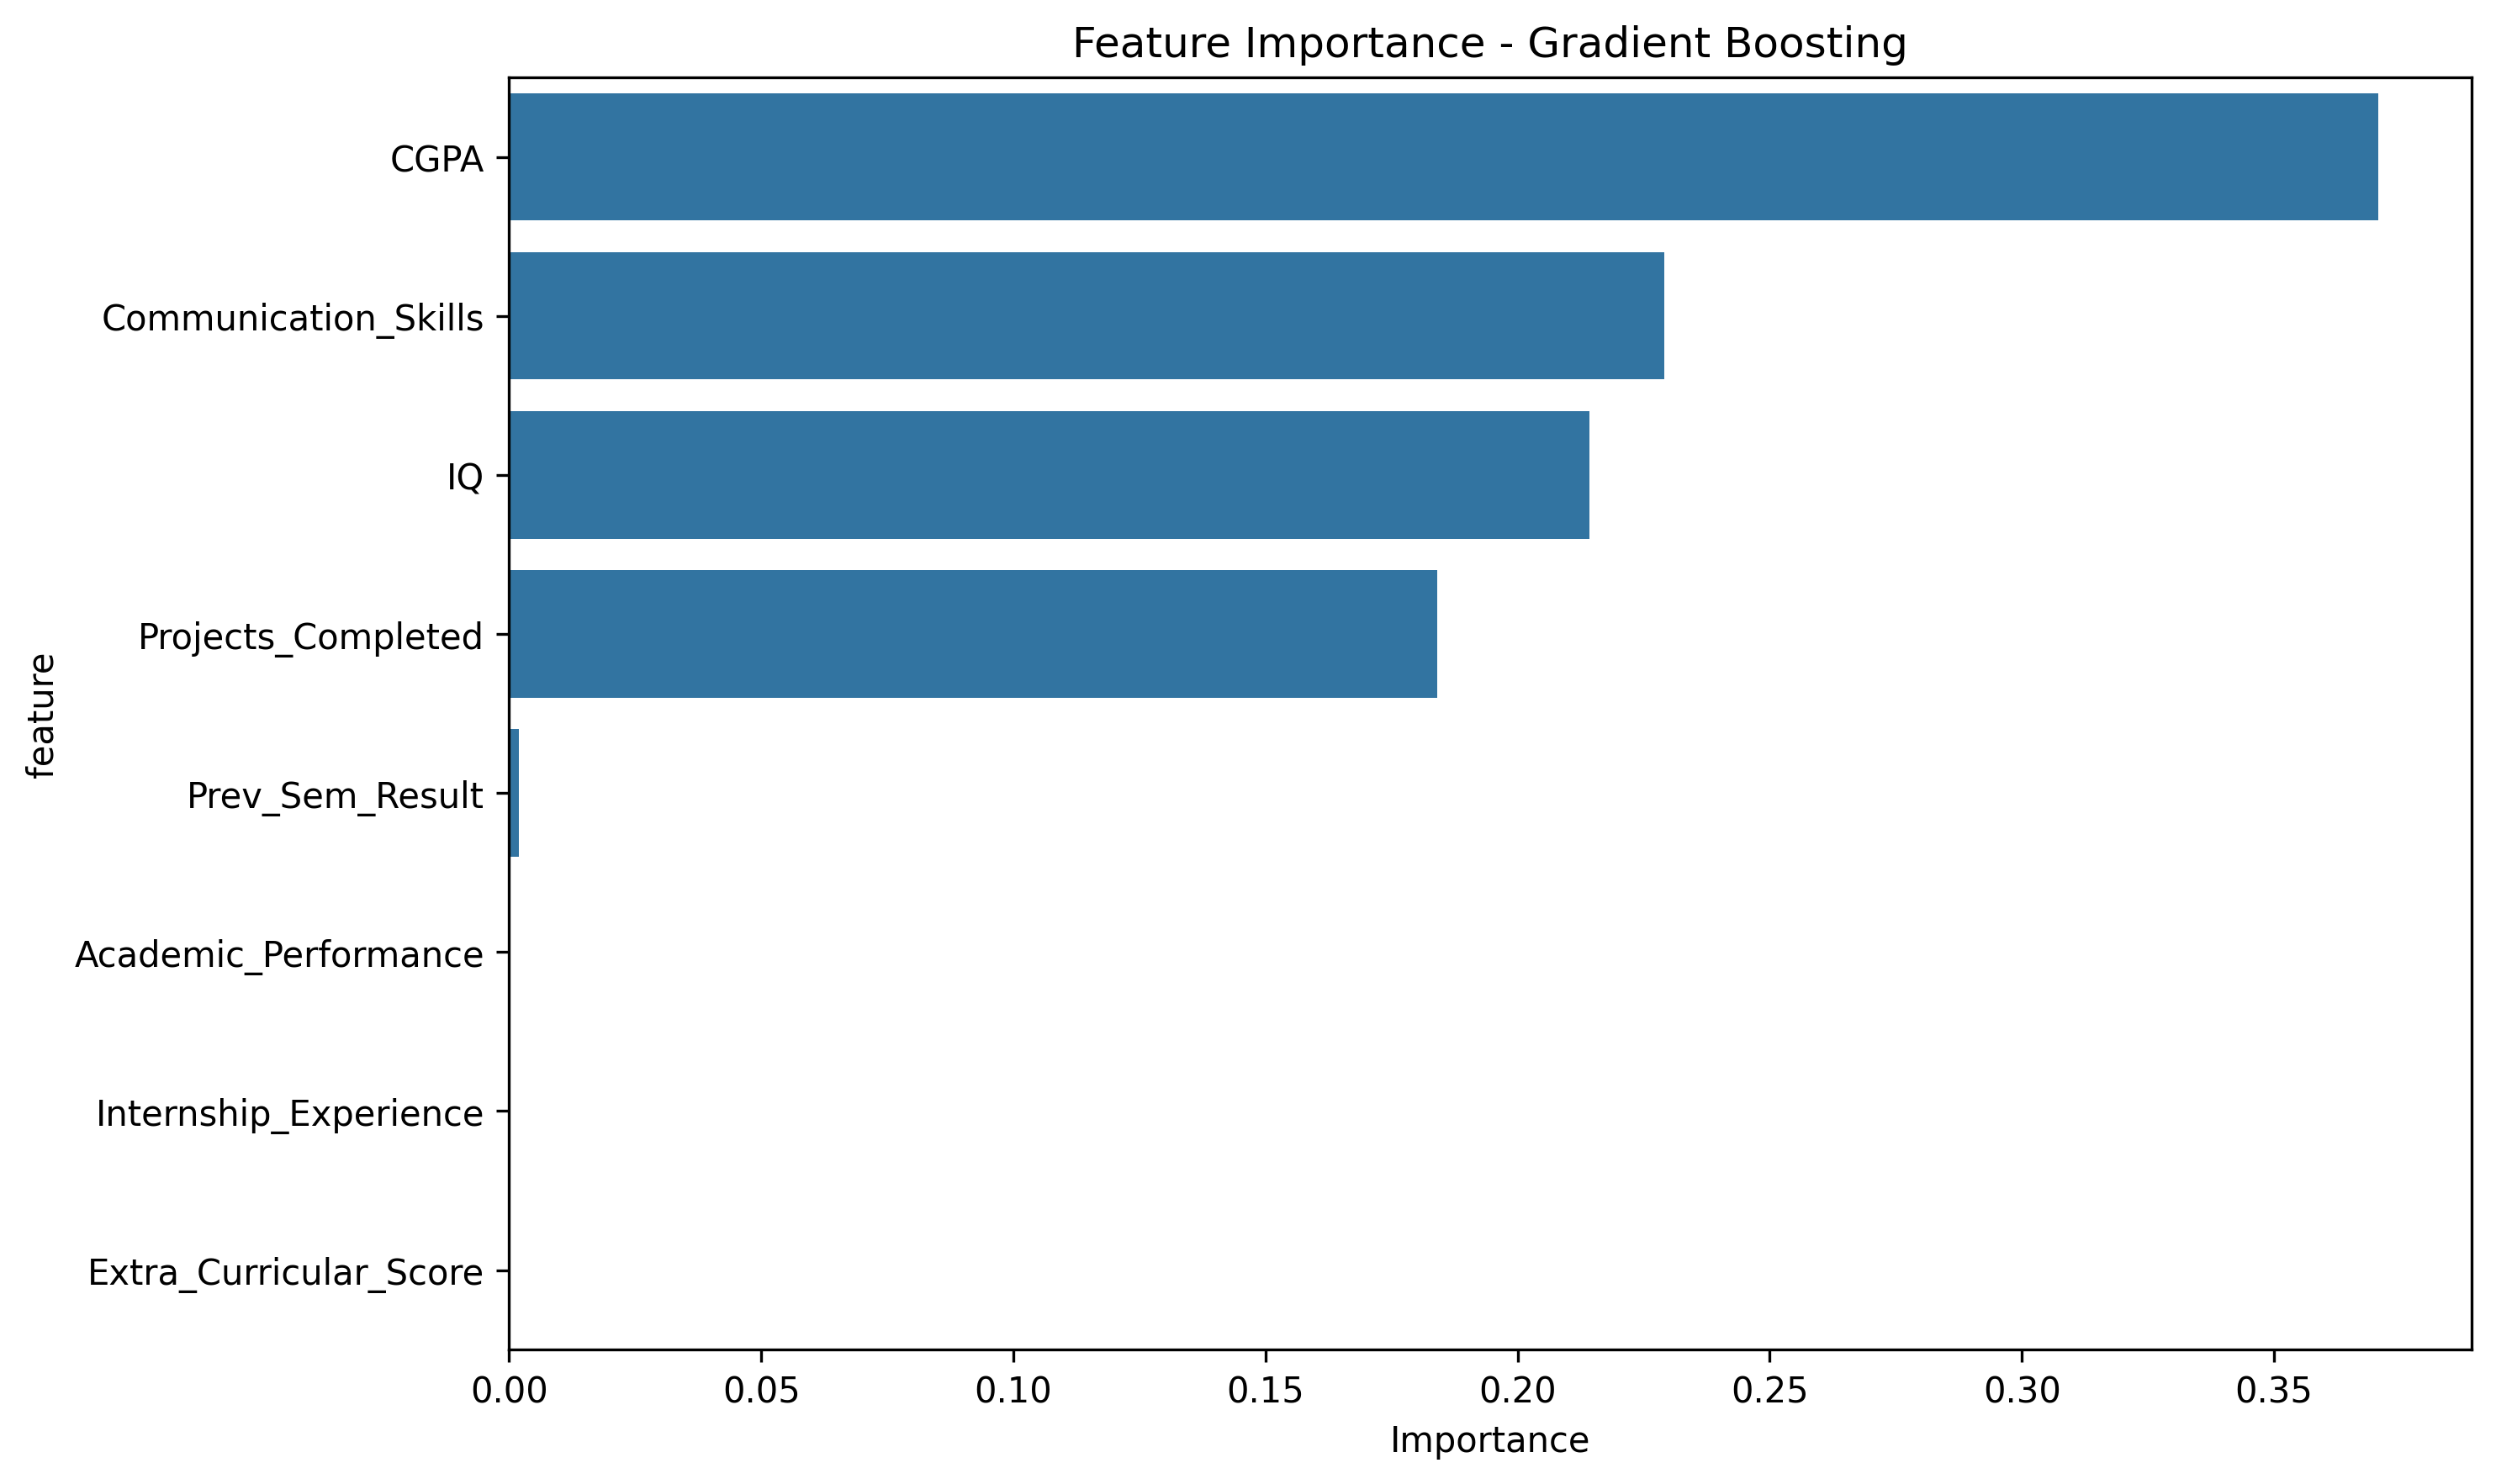 Feature Importance - Gradient Boosting
feature
CGPA
Communication_Skills
IQ
Projects_Completed
Prev_Sem_Result
Academic_Performance
Internship_Experience
Extra_Curricular_Score
0.00 0.05 0.10 0.15 0.20 0.25 0.30 0.35
Importance